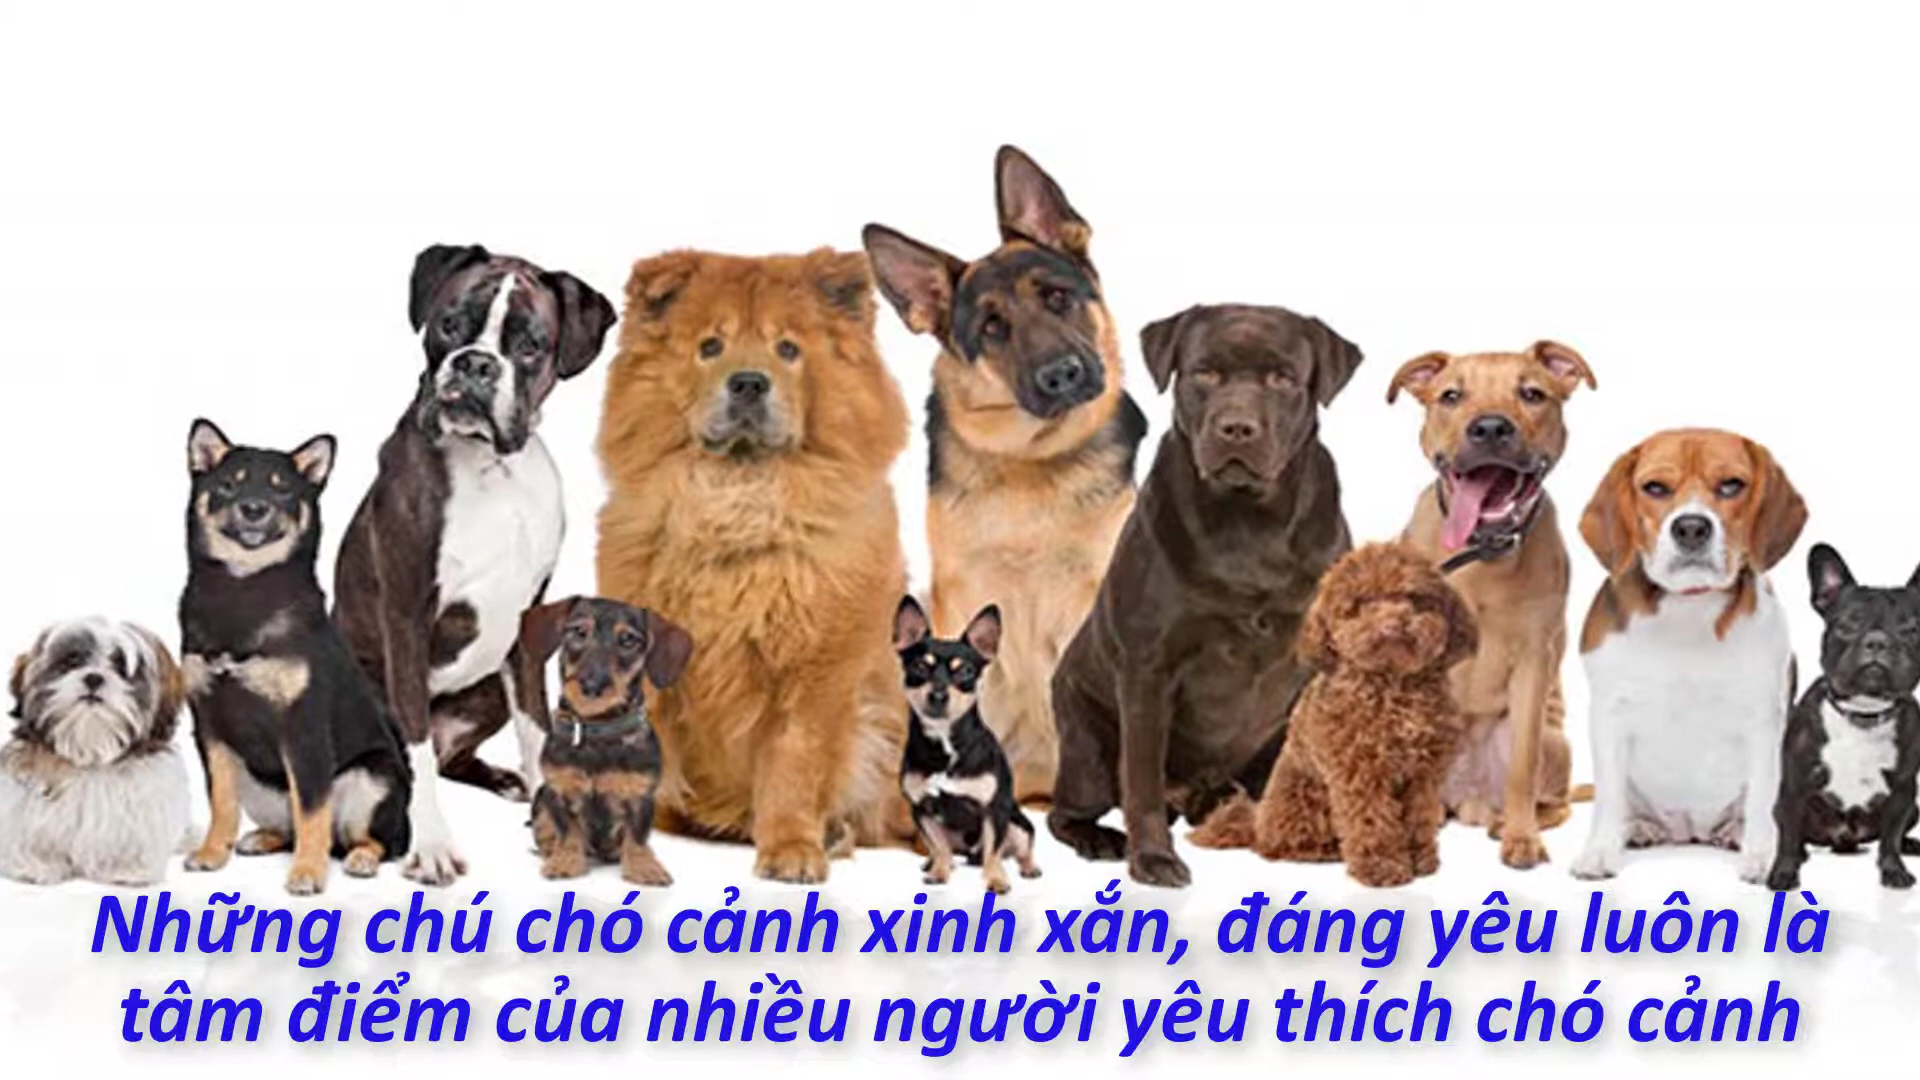 Những chú chó cảnh xinh xắn, đáng yêu luôn là
tâm điểm của nhiều người yêu thích chó cảnh